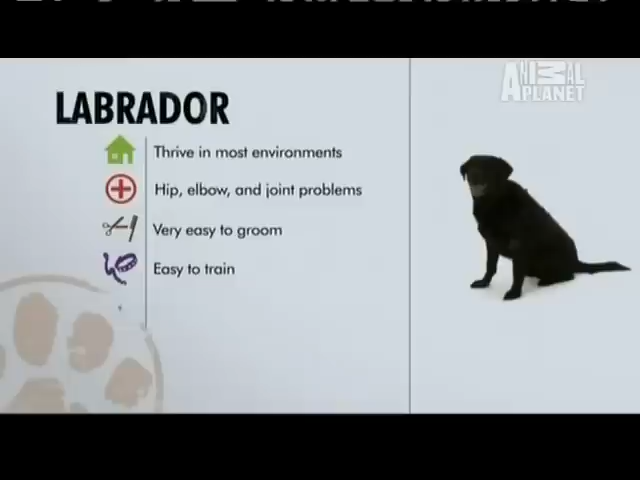 ANIMAL
PLANET
LABRADOR
Thrive in most environments
Hip, elbow, and joint problems
Very easy to groom
Easy to train